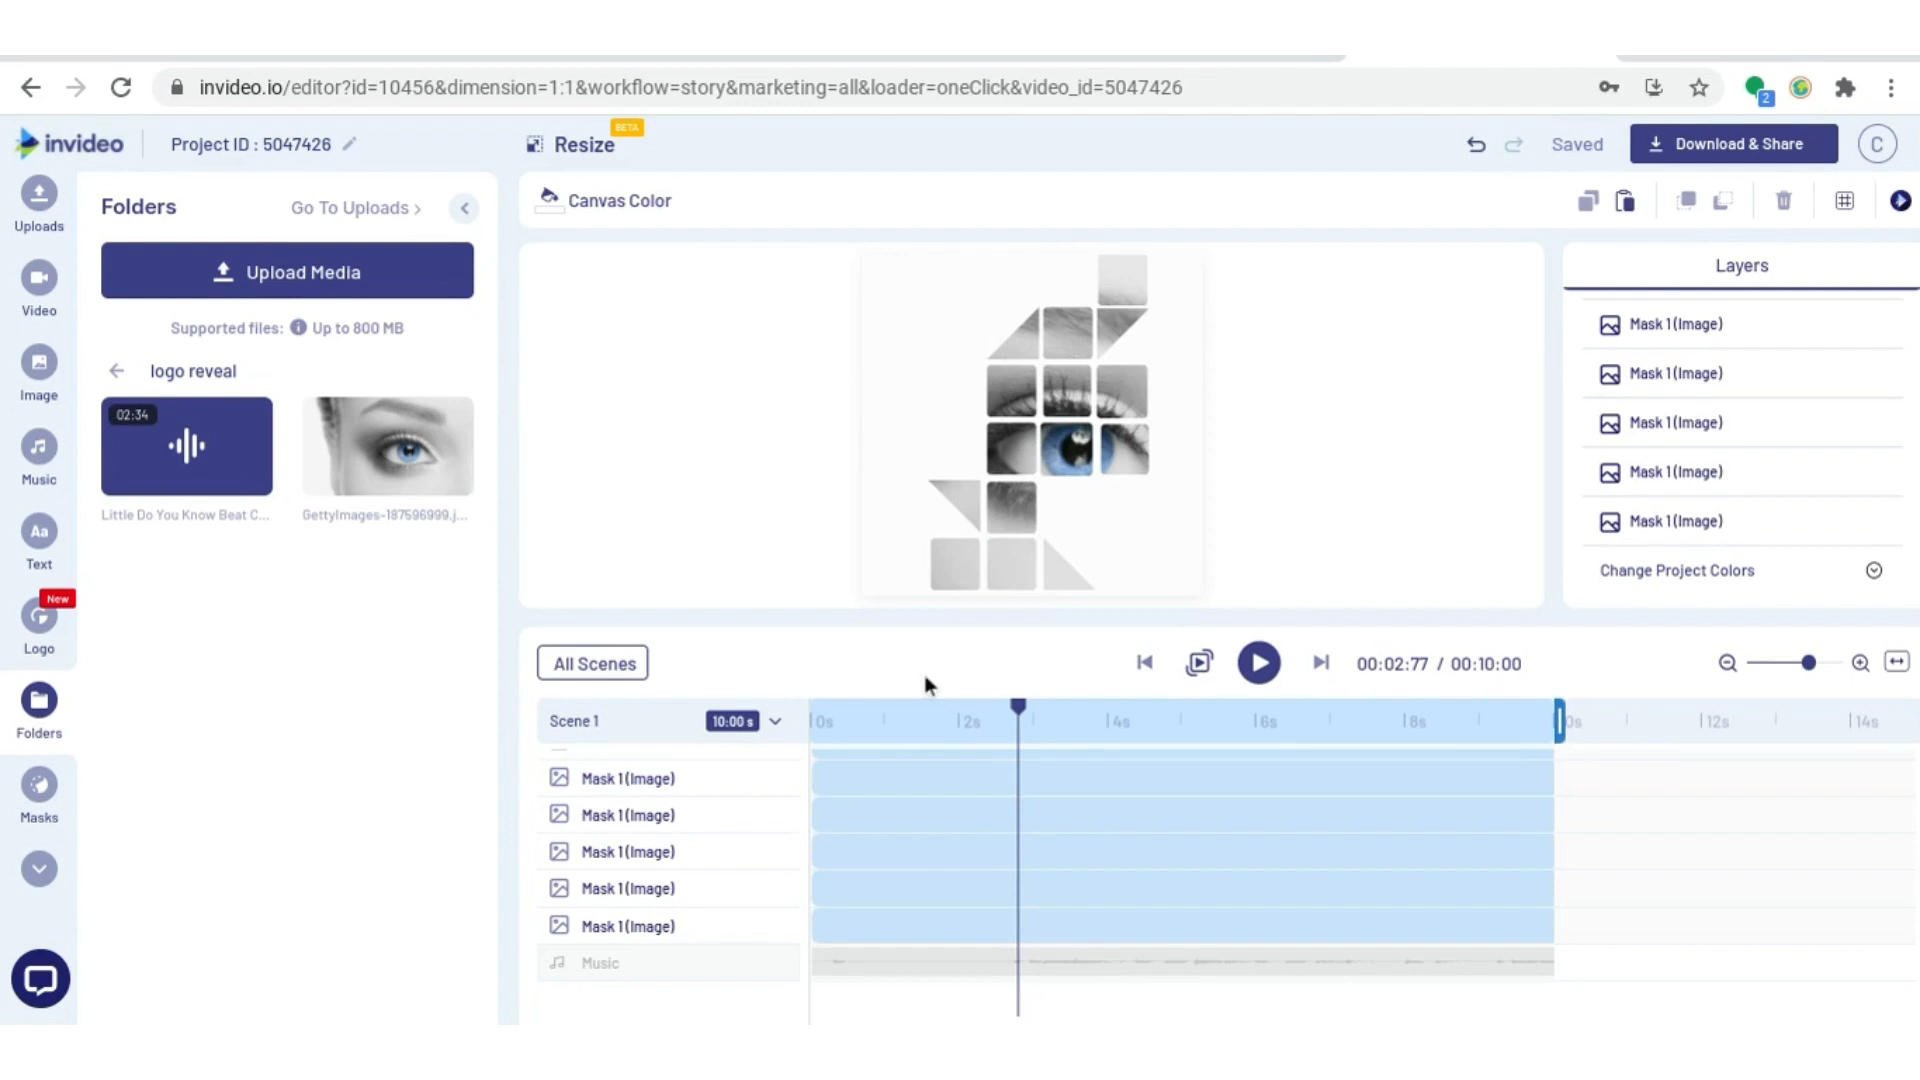 invideo.io/editor?id=10456&dimension=1:1&workflow=story&marketing=all&loader=oneClick&video_id=5047426
2
invideo
Project ID : 5047426
Resize
BETA
Saved
Download & Share
C
Uploads
Video
Image
Music
Aa
Text
New
Logo
Folders
Masks
Folders
Go To Uploads >
Upload Media
Supported files: i Up to 800 MB
logo reveal
02:34
Little Do You Know Beat C...
GettyImages-187596999.j...
Canvas Color
Layers
Mask 1(Image)
Mask 1(Image)
Mask 1(Image)
Mask 1(Image)
Mask 1(Image)
Change Project Colors
All Scenes
00:02:77 / 00:10:00
Scene 1
10:00 s
0s 2s 4s 6s 8s 0s 12s 14s
Mask 1(Image)
Mask 1(Image)
Mask 1(Image)
Mask 1(Image)
Mask 1(Image)
Music